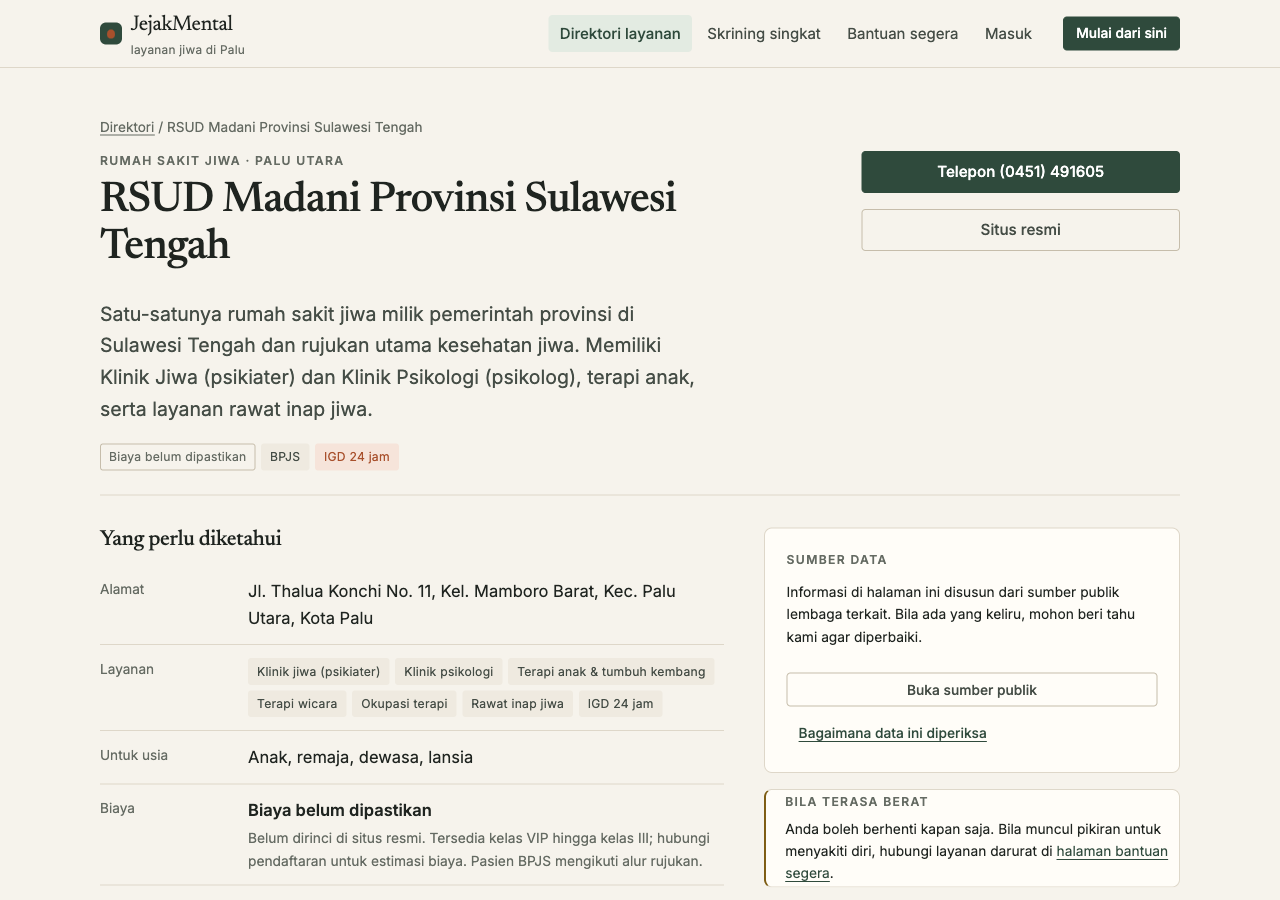 JejakMental
layanan jiwa di Palu
Direktori layanan
Skrining singkat
Bantuan segera
Masuk
Mulai dari sini
Direktori / RSUD Madani Provinsi Sulawesi Tengah
RUMAH SAKIT JIWA · PALU UTARA
RSUD Madani Provinsi Sulawesi
Tengah
Telepon (0451) 491605
Situs resmi
Satu-satunya rumah sakit jiwa milik pemerintah provinsi di
Sulawesi Tengah dan rujukan utama kesehatan jiwa. Memiliki
Klinik Jiwa (psikiater) dan Klinik Psikologi (psikolog), terapi anak,
serta layanan rawat inap jiwa.
Biaya belum dipastikan
BPJS
IGD 24 jam
Yang perlu diketahui
Alamat
Jl. Thalua Konchi No. 11, Kel. Mamboro Barat, Kec. Palu
Utara, Kota Palu
Layanan
Klinik jiwa (psikiater)
Klinik psikologi
Terapi anak & tumbuh kembang
Terapi wicara
Okupasi terapi
Rawat inap jiwa
IGD 24 jam
Untuk usia
Anak, remaja, dewasa, lansia
Biaya
Biaya belum dipastikan
Belum dirinci di situs resmi. Tersedia kelas VIP hingga kelas III; hubungi
pendaftaran untuk estimasi biaya. Pasien BPJS mengikuti alur rujukan.
SUMBER DATA
Informasi di halaman ini disusun dari sumber publik
lembaga terkait. Bila ada yang keliru, mohon beri tahu
kami agar diperbaiki.
Buka sumber publik
Bagaimana data ini diperiksa
BILA TERASA BERAT
Anda boleh berhenti kapan saja. Bila muncul pikiran untuk
menyakiti diri, hubungi layanan darurat di halaman bantuan
segera.